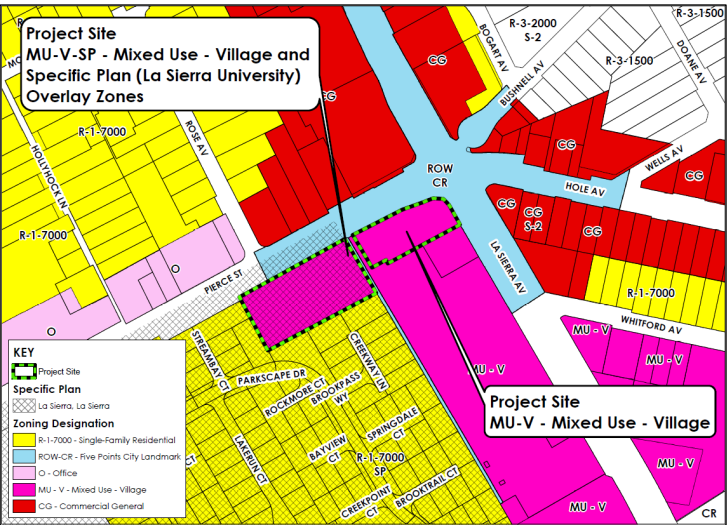 Project Site
MU-V-SP - Mixed Use - Village and
Specific Plan (La Sierra University)
Overlay Zones
R-3-2000
S-2
R-3-1500
R-3-1500
BOGART AV
BUSHNELL AV
DOANE AV
CG
CG
R-1-7000
ROSE AV
HOLLYHOCK LN
ROW
CR
CG
WELLS AV
CG
HOLE AV
CG
CG
S-2
CG
R-1-7000
O
PIERCE ST
LA SIERRA AV
R-1-7000
WHITFORD AV
MU - V
MU - V
O
STREAMBAY CT
CREEKWAY LN
PARKSCAPE DR
ROCKMORE CT
BROOKPASS
WY
MU - V
SPRINGDALE
CT
BAYVIEW
CT
LAKERUN CT
R-1-7000
SP
CT
BROOKTRAIL CT
CREEKPOINT
CT
Project Site
MU-V - Mixed Use - Village
MU - V
MU - V
CR
KEY
Project Site
Specific Plan
La Sierra, La Sierra
Zoning Designation
R-1-7000 - Single-Family Residential
ROW-CR - Five Points City Landmark
O - Office
MU - V - Mixed Use - Village
CG - Commercial General